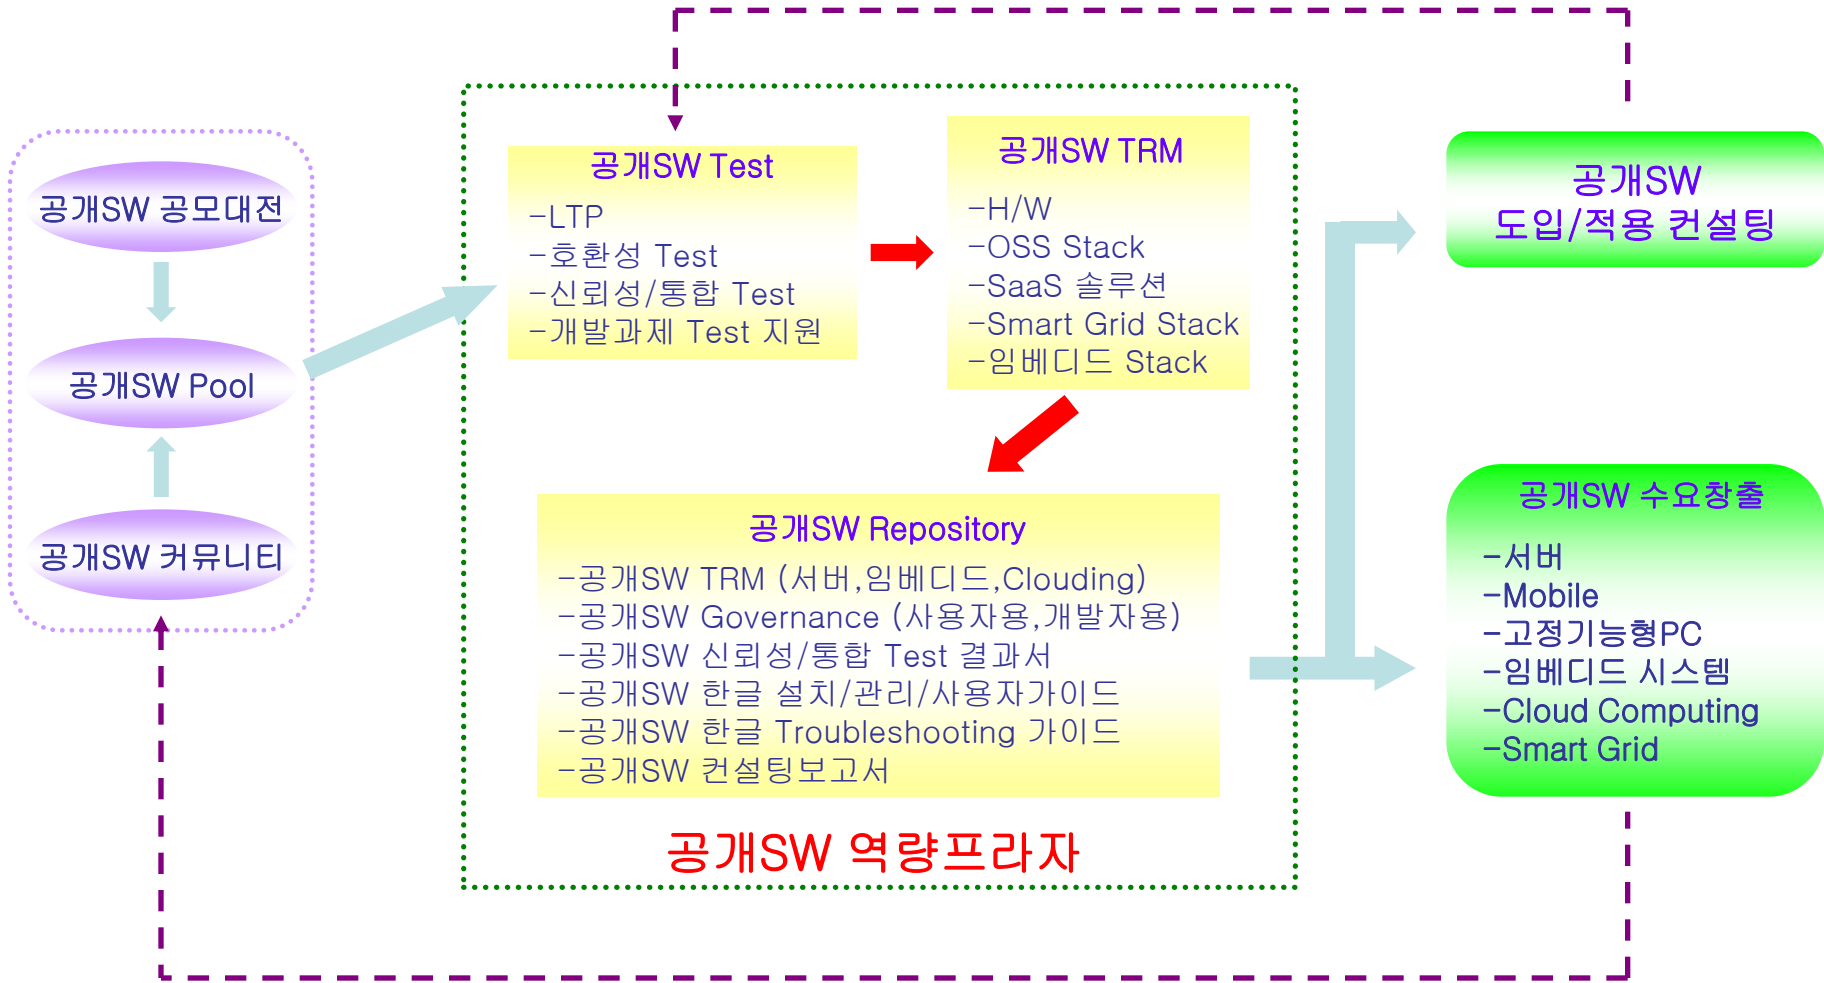 공개SW 공모대전
공개SW Pool
공개SW 커뮤니티
공개SW Test
-LTP
-호환성 Test
-신뢰성/통합 Test
-개발과제 Test 지원
공개SW TRM
-H/W
-OSS Stack
-SaaS 솔루션
-Smart Grid Stack
-임베디드 Stack
공개SW Repository
-공개SW TRM (서버,임베디드,Clouding)
-공개SW Governance (사용자용,개발자용)
-공개SW 신뢰성/통합 Test 결과서
-공개SW 한글 설치/관리/사용자가이드
-공개SW 한글 Troubleshooting 가이드
-공개SW 컨설팅보고서
공개SW 역량프라자
공개SW
도입/적용 컨설팅
공개SW 수요창출
-서버
-Mobile
-고정기능형PC
-임베디드 시스템
-Cloud Computing
-Smart Grid